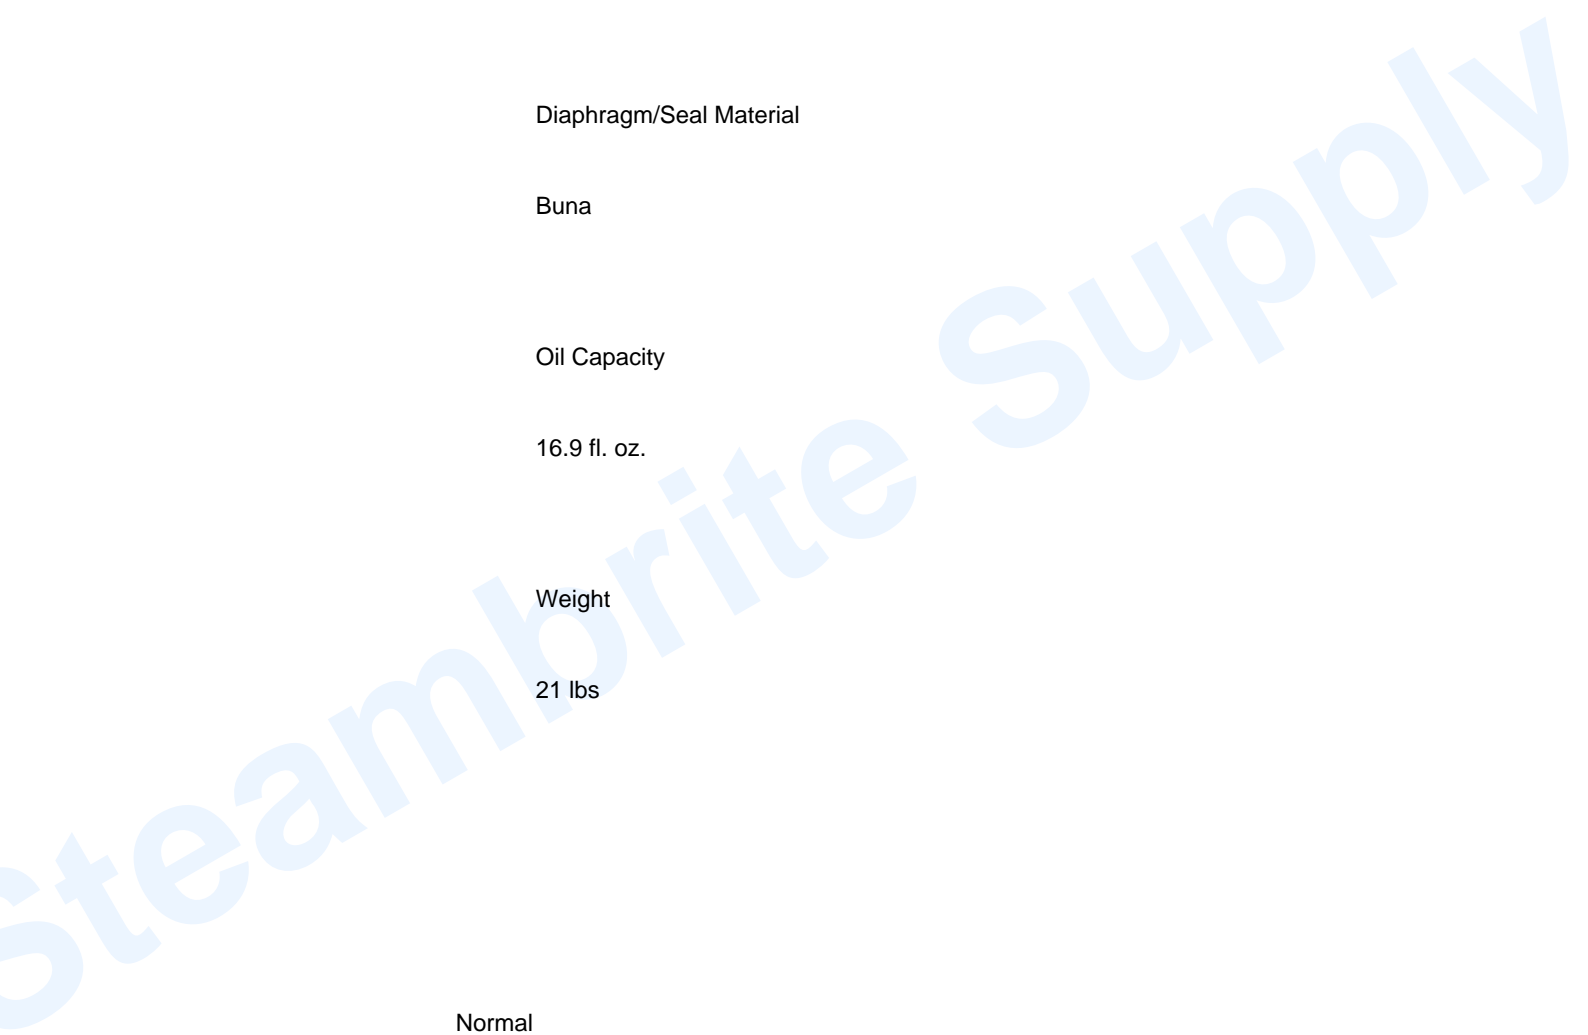 Diaphragm/Seal Material
Buna
Oil Capacity
16.9 fl. oz.
Weight
21 lbs
Normal
Steambrite Supply